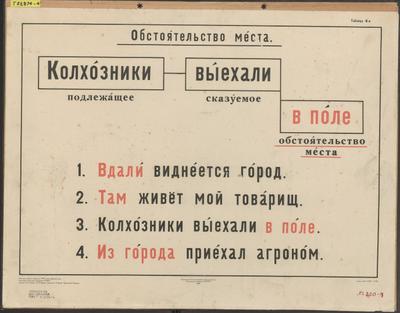 Таблица 4
Обстоя́тельство ме́ста.
Колхо́зники вы́ехали
подлежа́щее сказу́емое
в по́ле
обстоя́тельство
ме́ста
1. Вдали́ видне́ется го́род.
2. Там живёт мой това́рищ.
3. Колхо́зники вы́ехали в по́ле.
4. Из го́рода прие́хал агроно́м.